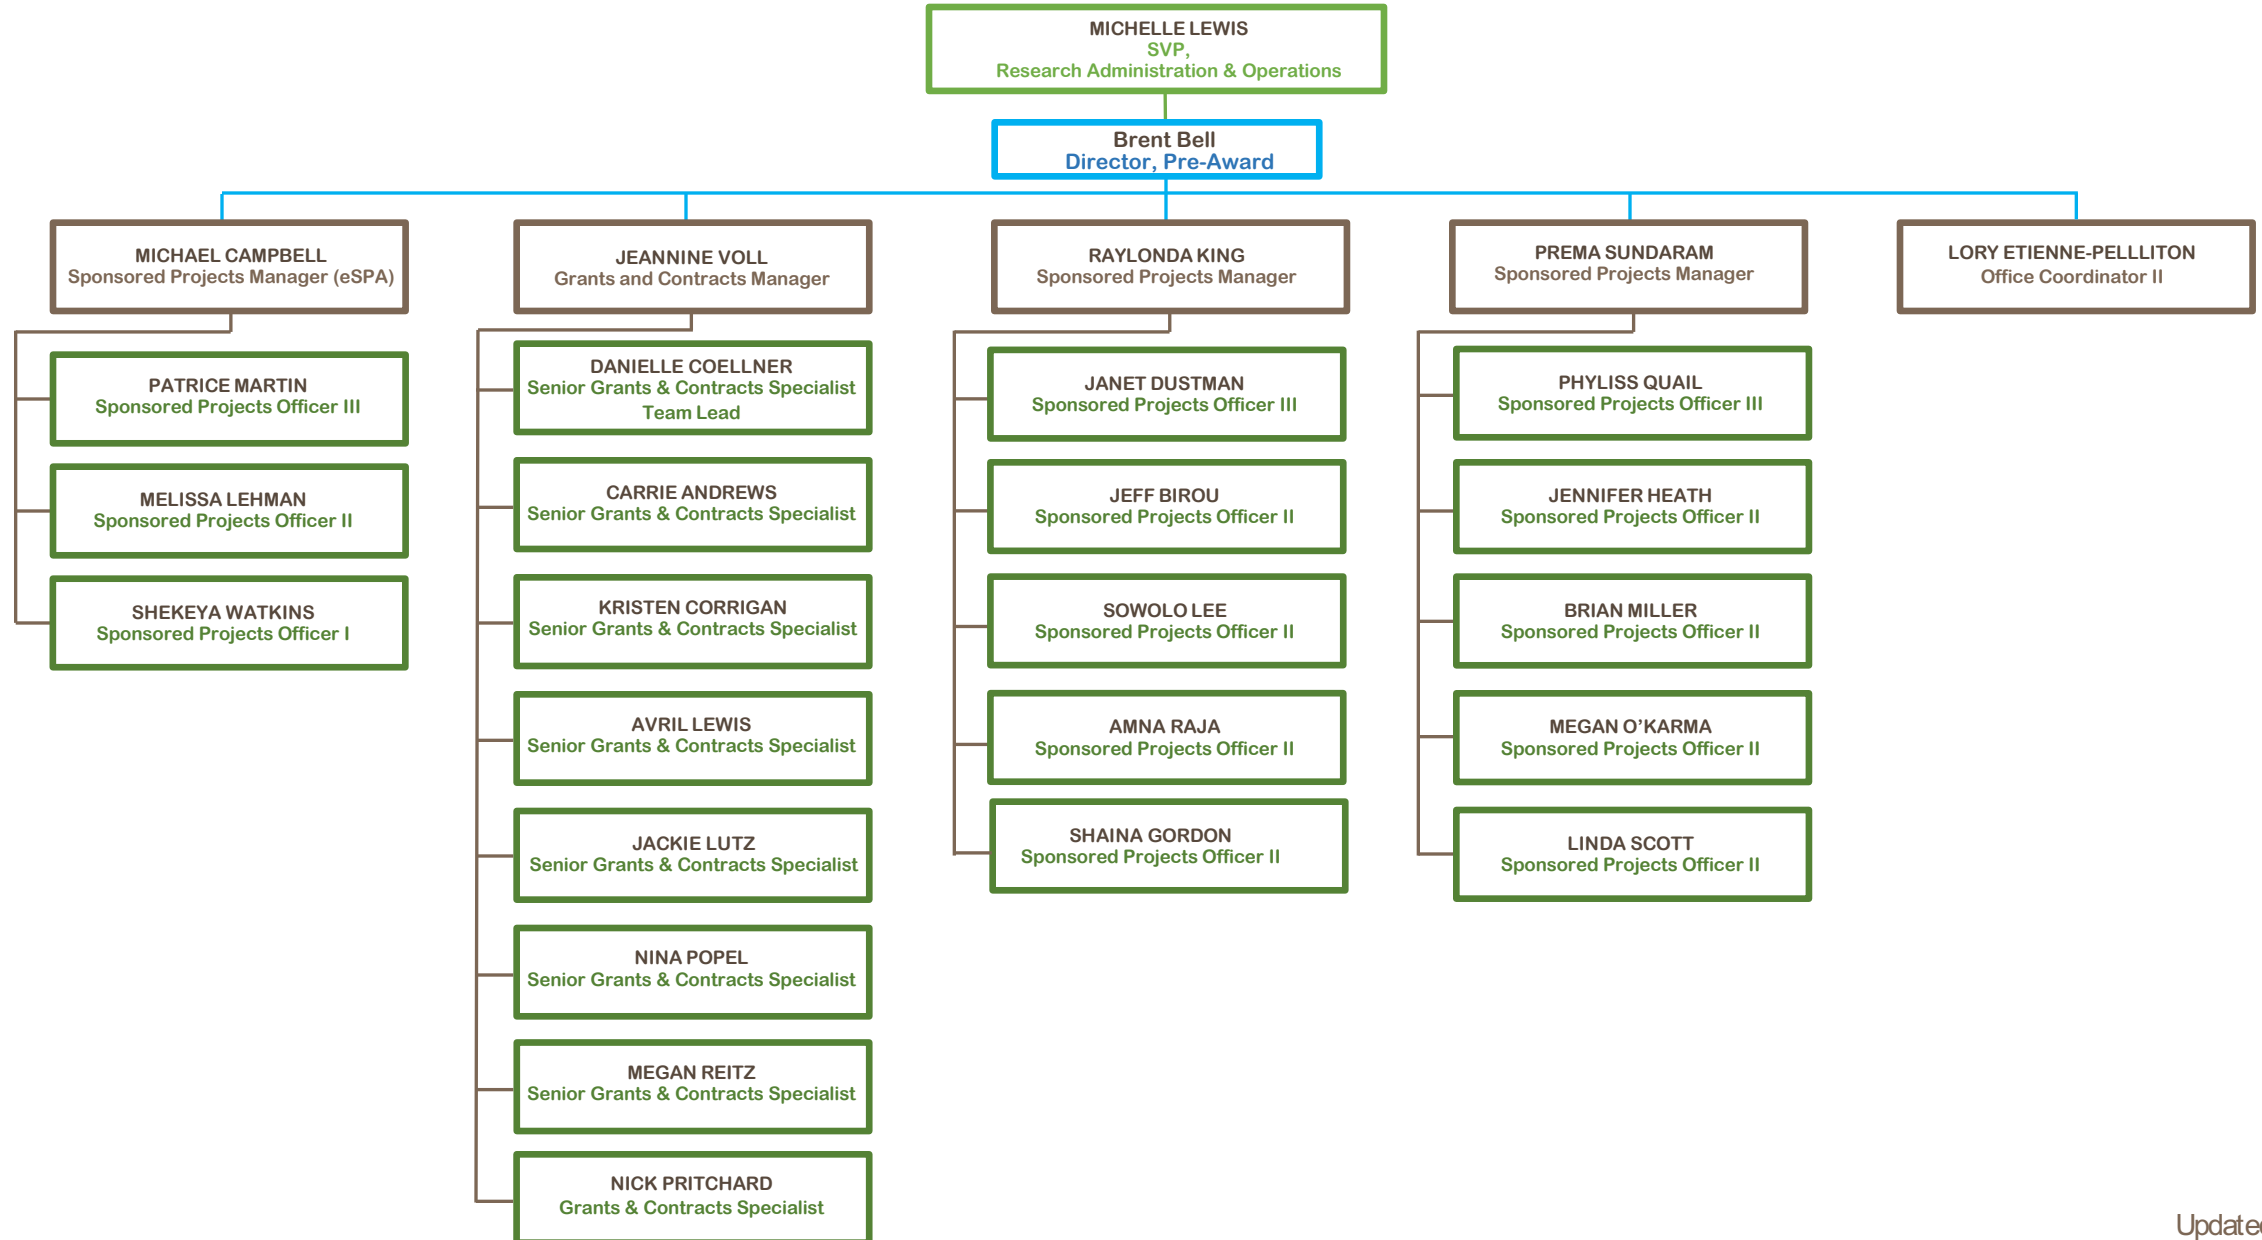 MICHELLE LEWIS
SVP,
Research Administration & Operations
Brent Bell
Director, Pre-Award
MICHAEL CAMPBELL
Sponsored Projects Manager (eSPA)
JEANNINE VOLL
Grants and Contracts Manager
RAYLONDA KING
Sponsored Projects Manager
PREMA SUNDARAM
Sponsored Projects Manager
LORY ETIENNE-PELLLITON
Office Coordinator II
PATRICE MARTIN
Sponsored Projects Officer III
MELISSA LEHMAN
Sponsored Projects Officer II
SHEKEYA WATKINS
Sponsored Projects Officer I
DANIELLE COELLNER
Senior Grants & Contracts Specialist
Team Lead
CARRIE ANDREWS
Senior Grants & Contracts Specialist
KRISTEN CORRIGAN
Senior Grants & Contracts Specialist
AVRIL LEWIS
Senior Grants & Contracts Specialist
JACKIE LUTZ
Senior Grants & Contracts Specialist
NINA POPEL
Senior Grants & Contracts Specialist
MEGAN REITZ
Senior Grants & Contracts Specialist
NICK PRITCHARD
Grants & Contracts Specialist
JANET DUSTMAN
Sponsored Projects Officer III
JEFF BIROU
Sponsored Projects Officer II
SOWOLO LEE
Sponsored Projects Officer II
AMNA RAJA
Sponsored Projects Officer II
SHAINA GORDON
Sponsored Projects Officer II
PHYLISS QUAIL
Sponsored Projects Officer III
JENNIFER HEATH
Sponsored Projects Officer II
BRIAN MILLER
Sponsored Projects Officer II
MEGAN O’KARMA
Sponsored Projects Officer II
LINDA SCOTT
Sponsored Projects Officer II
Updated